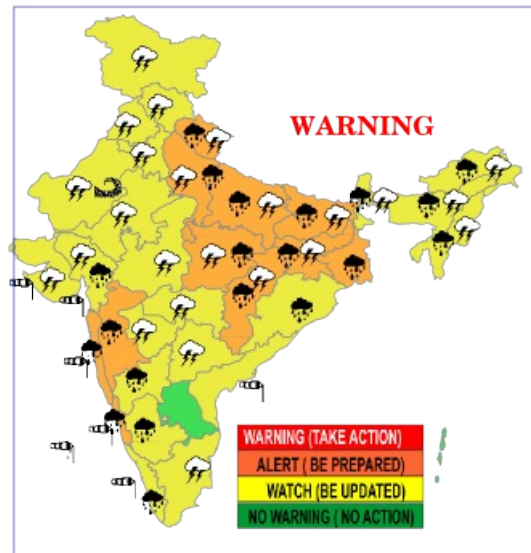 WARNING
WARNING (TAKE ACTION)
ALERT ( BE PREPARED)
WATCH (BE UPDATED)
NO WARNING ( NO ACTION)